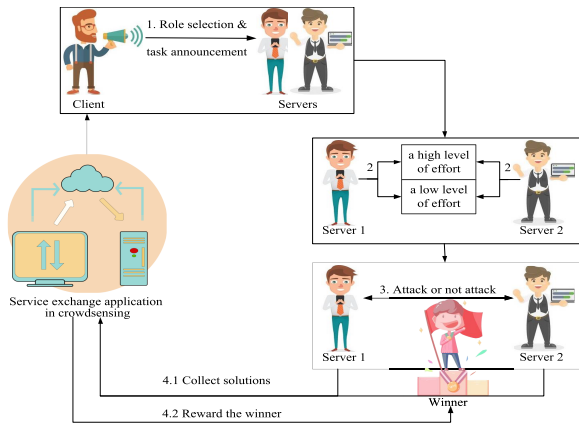 1. Role selection &
task announcement
Client
Servers
2
a high level
of effort
2
a low level
of effort
Server 1
Server 2
Service exchange application
in crowdsensing
3. Attack or not attack
Server 1
Server 2
4.1 Collect solutions
Winner
4.2 Reward the winner